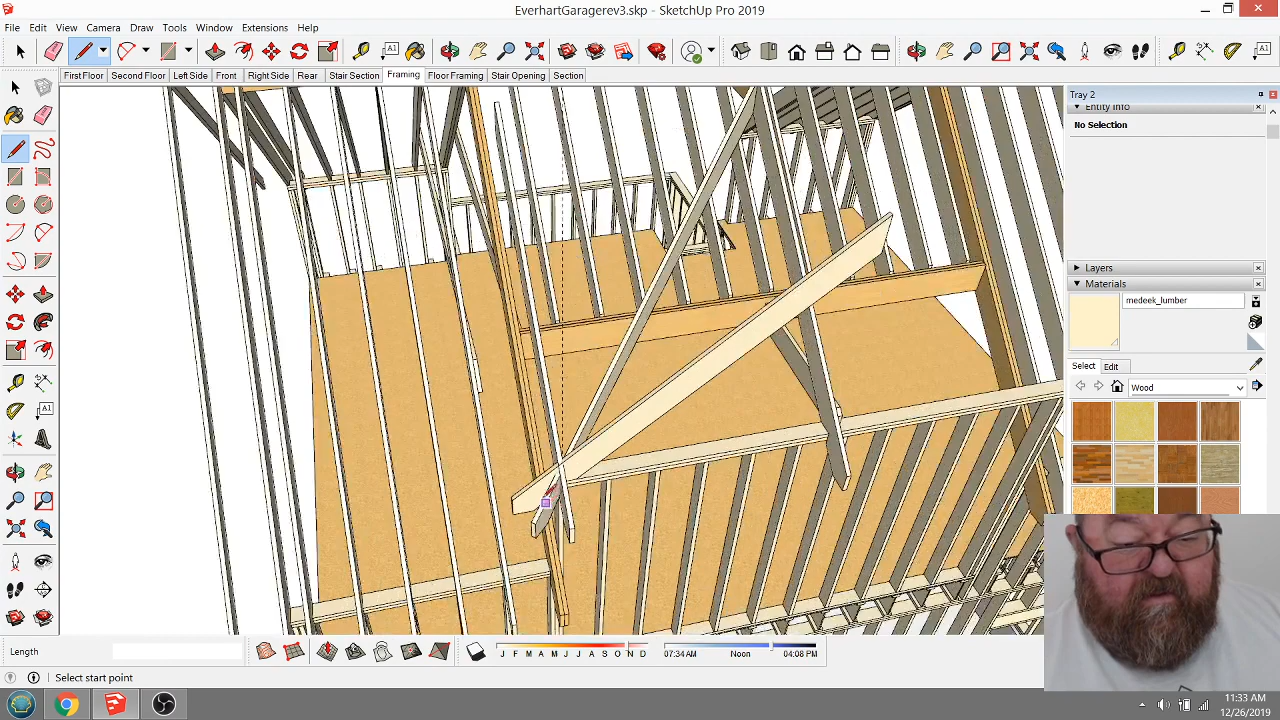 EverhartGaragerev3.skp - SketchUp Pro 2019
File Edit View Camera Draw Tools Window Extensions Help
First Floor Second Floor Left Side Front Right Side Rear Stair Section Framing Floor Framing Stair Opening Section
Tray 2
Entity Info
No Selection
Layers
Materials
medeek_lumber
Select Edit
Wood
Length
J F M A M J J A S O N D
07:34 AM Noon 04:08 PM
Select start point
11:33 AM
12/26/2019